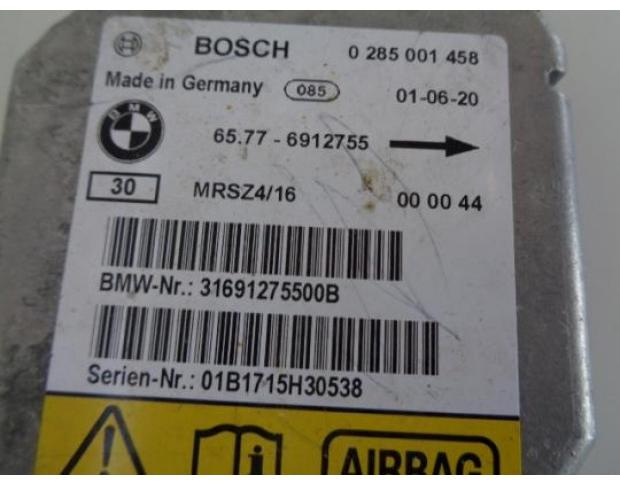 BOSCH 0 285 001 458
Made in Germany 085 01-06-20
BMW
65.77 - 6912755
30 MRSZ4/16 00 00 44
BMW-Nr.: 31691275500B
Serien-Nr.: 01B1715H30538
AIRBAG